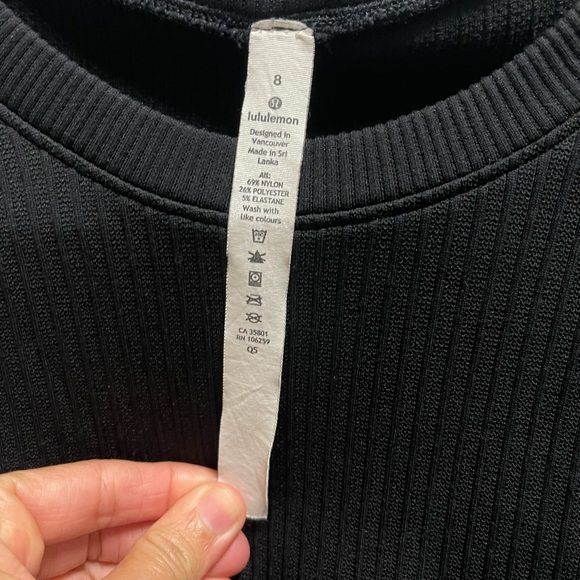 8
lululemon
Designed in
Vancouver
Made in Sri
Lanka
All:
69% NYLON
26% POLYESTER
5% ELASTANE
Wash with
like colours
CA 35801
RN 106259
Q5